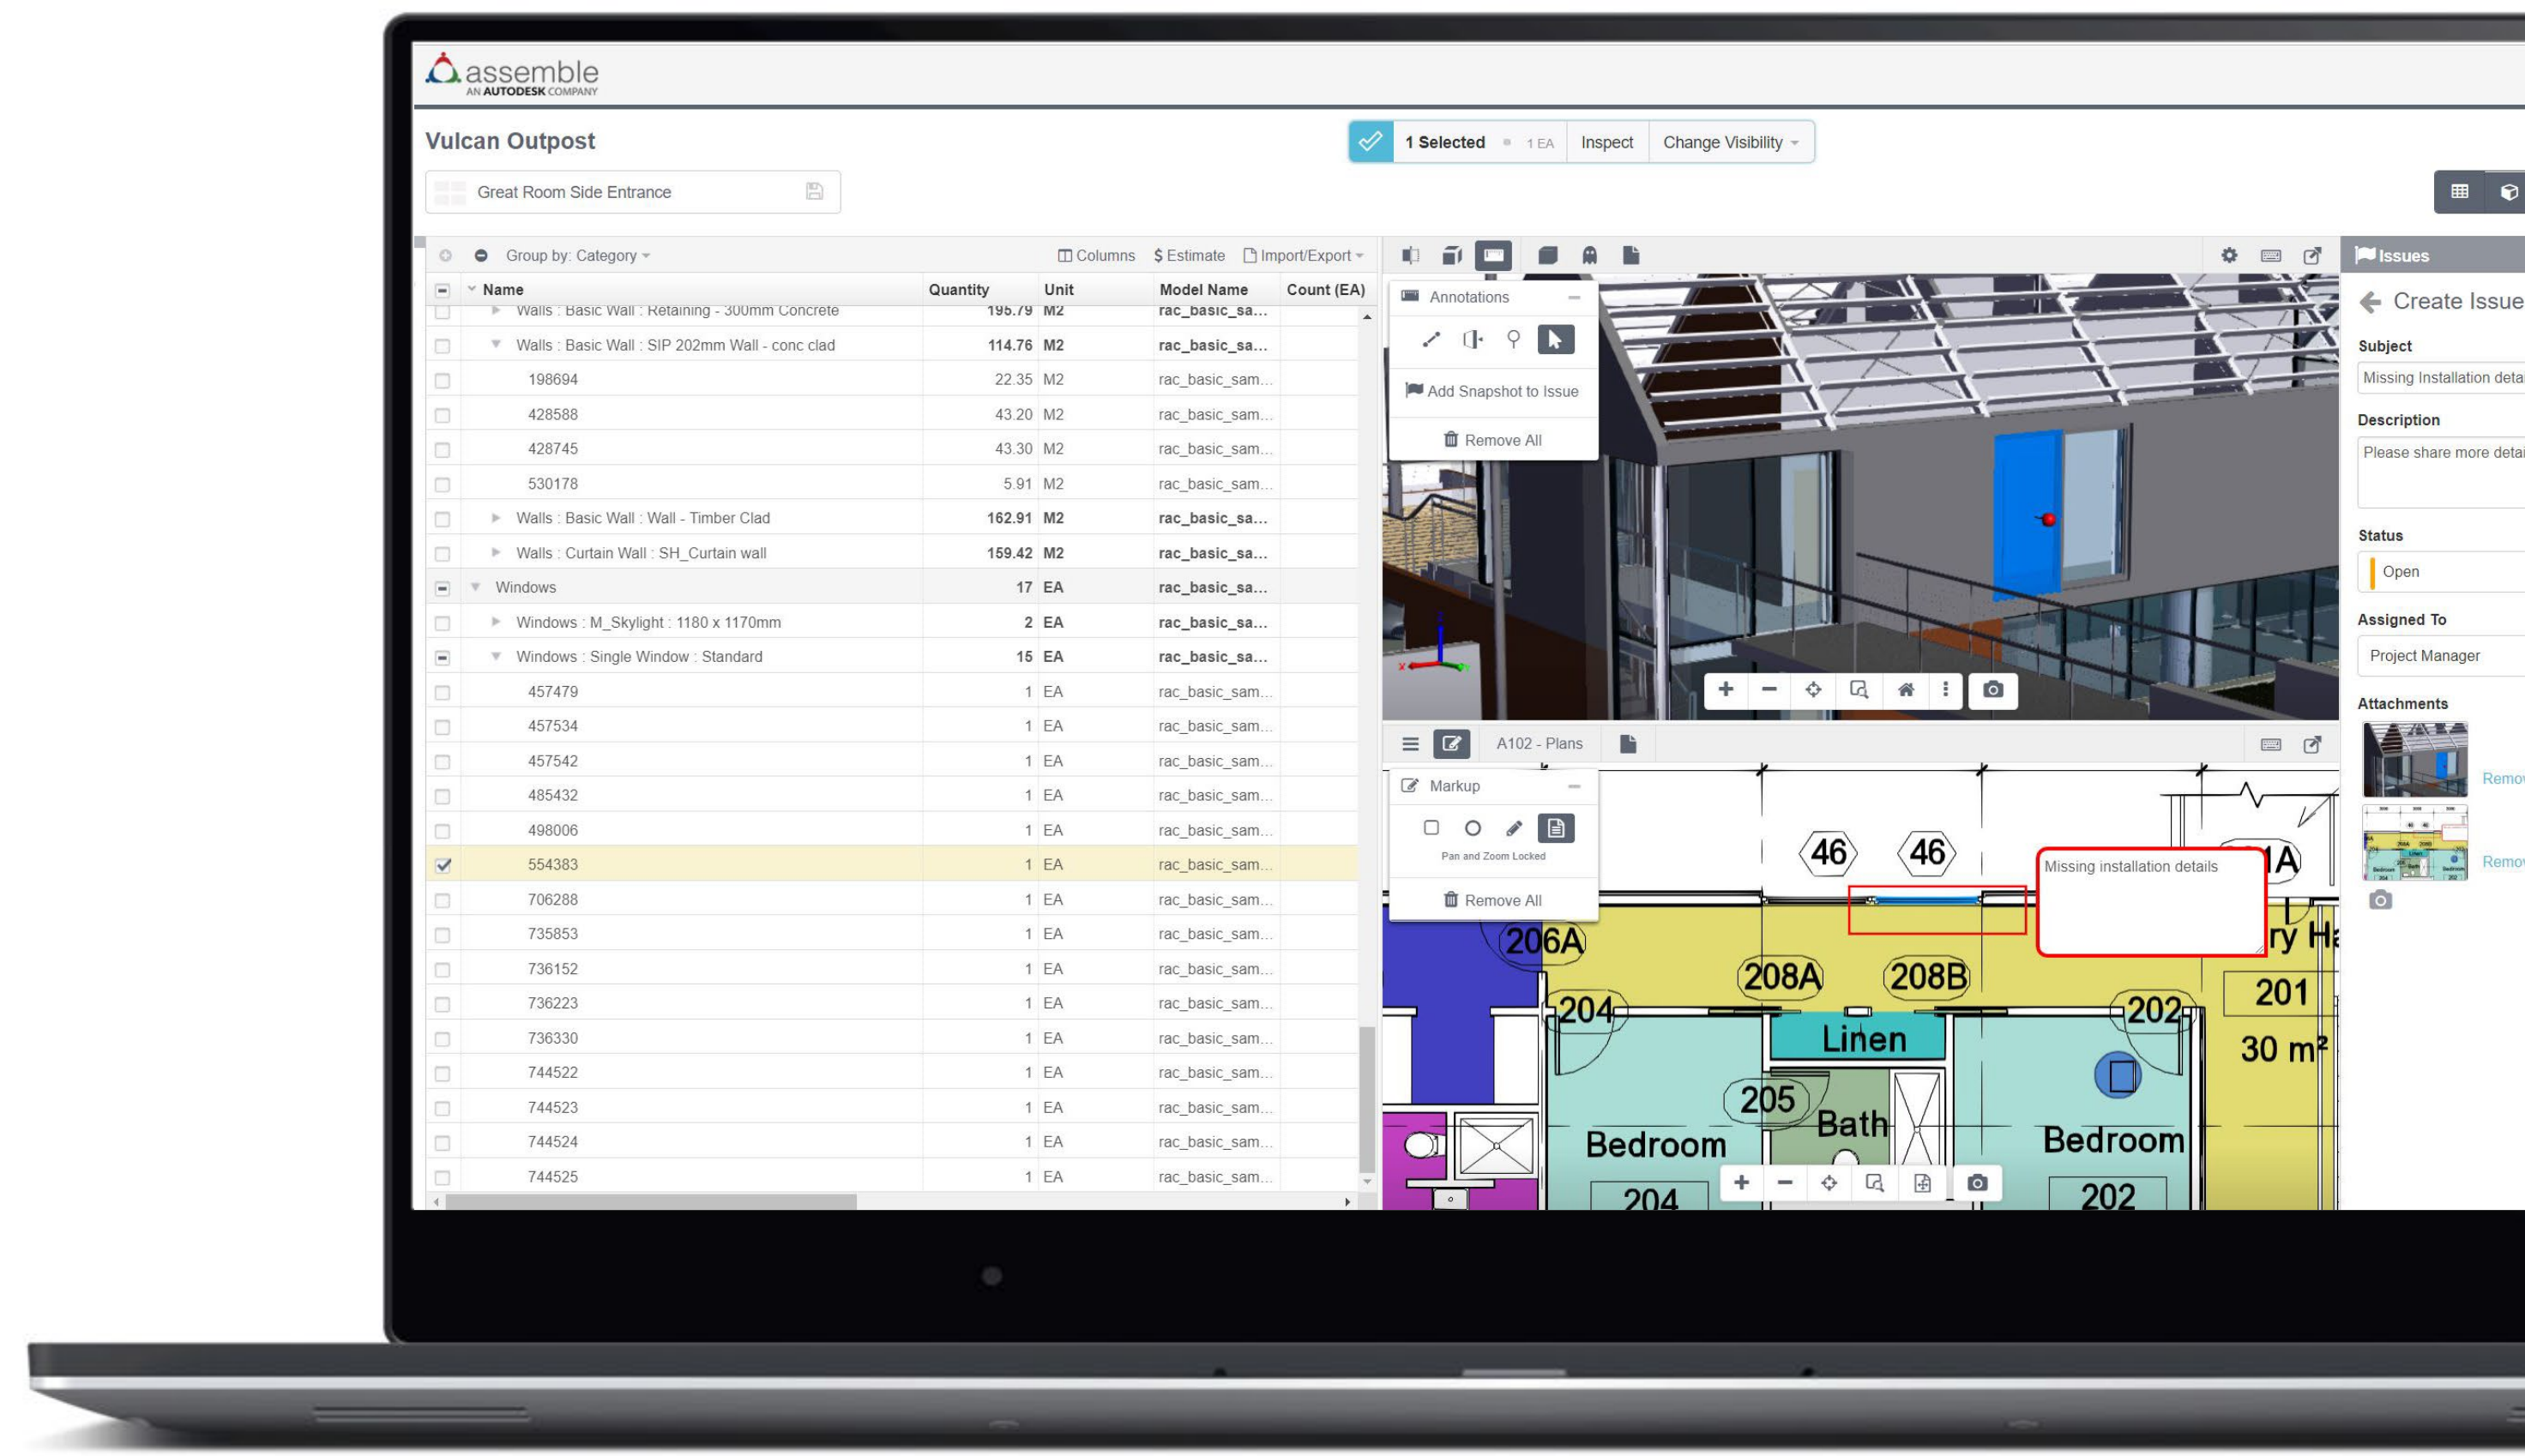 assemble
AN AUTODESK COMPANY
Vulcan Outpost
1 Selected 1 EA Inspect Change Visibility
Great Room Side Entrance
Group by: Category Columns $ Estimate Import/Export
Name Quantity Unit Model Name Count (EA)
Walls : Basic Wall : Retaining - 300mm Concrete 195.79 M2 rac_basic_sa...
Walls : Basic Wall : SIP 202mm Wall - conc clad 114.76 M2 rac_basic_sa...
198694 22.35 M2 rac_basic_sam...
428588 43.20 M2 rac_basic_sam...
428745 43.30 M2 rac_basic_sam...
530178 5.91 M2 rac_basic_sam...
Walls : Basic Wall : Wall - Timber Clad 162.91 M2 rac_basic_sa...
Walls : Curtain Wall : SH_Curtain wall 159.42 M2 rac_basic_sa...
Windows 17 EA rac_basic_sa...
Windows : M_Skylight : 1180 x 1170mm 2 EA rac_basic_sa...
Windows : Single Window : Standard 15 EA rac_basic_sa...
457479 1 EA rac_basic_sam...
457534 1 EA rac_basic_sam...
457542 1 EA rac_basic_sam...
485432 1 EA rac_basic_sam...
498006 1 EA rac_basic_sam...
554383 1 EA rac_basic_sam...
706288 1 EA rac_basic_sam...
735853 1 EA rac_basic_sam...
736152 1 EA rac_basic_sam...
736223 1 EA rac_basic_sam...
736330 1 EA rac_basic_sam...
744522 1 EA rac_basic_sam...
744523 1 EA rac_basic_sam...
744524 1 EA rac_basic_sam...
744525 1 EA rac_basic_sam...
Annotations
Add Snapshot to Issue
Remove All
X
A102 - Plans
Markup
Pan and Zoom Locked
Remove All
46 46
Missing installation details
1A
206A
ry Ha
208A 208B
201
204 202
Linen
30 m²
205
Bath
Bedroom Bedroom
204 202
Issues
Create Issue
Subject
Missing Installation detai
Description
Please share more detai
Status
Open
Assigned To
Project Manager
Attachments
Remov
Remov